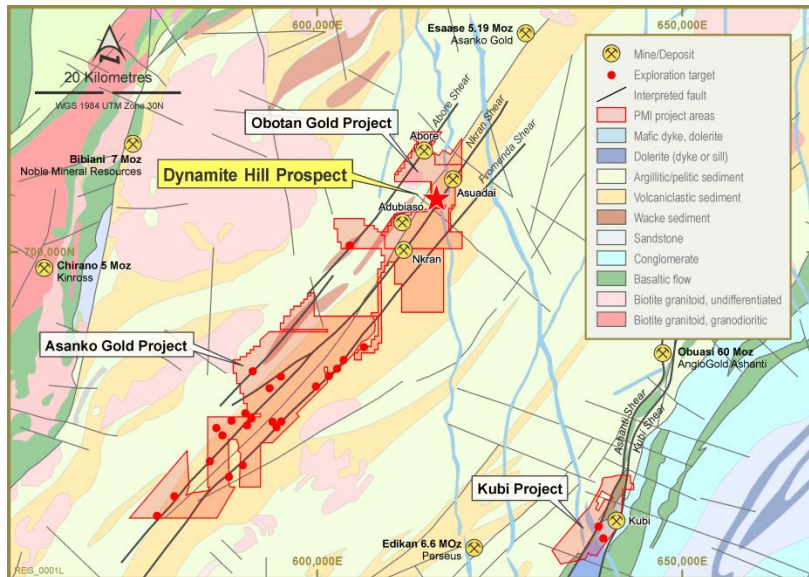 600,000E
650,000E
Esaase 5.19 Moz
Asanko Gold
20 Kilometres
WGS 1984 UTM Zone 30N
Bibiani 7 Moz
Noble Mineral Resources
Obotan Gold Project
Abore Shear
Nkran Shear
Fromenda Shear
Abore
Dynamite Hill Prospect
Asuadai
Adubiaso
Nkran
700,000N
Chirano 5 Moz
Kinross
Asanko Gold Project
Mine/Deposit
Exploration target
Interpreted fault
PMI project areas
Mafic dyke, dolerite
Dolerite (dyke or sill)
Argillitic/pelitic sediment
Volcaniclastic sediment
Wacke sediment
Sandstone
Conglomerate
Basaltic flow
Biotite granitoid, undifferentiated
Biotite granitoid, granodioritic
Obuasi 60 Moz
AngloGold Ashanti
Ashanti Shear
Kubi Shear
Kubi Project
Kubi
Edikan 6.6 MOz
Perseus
REG_0001L
600,000E
650,000E